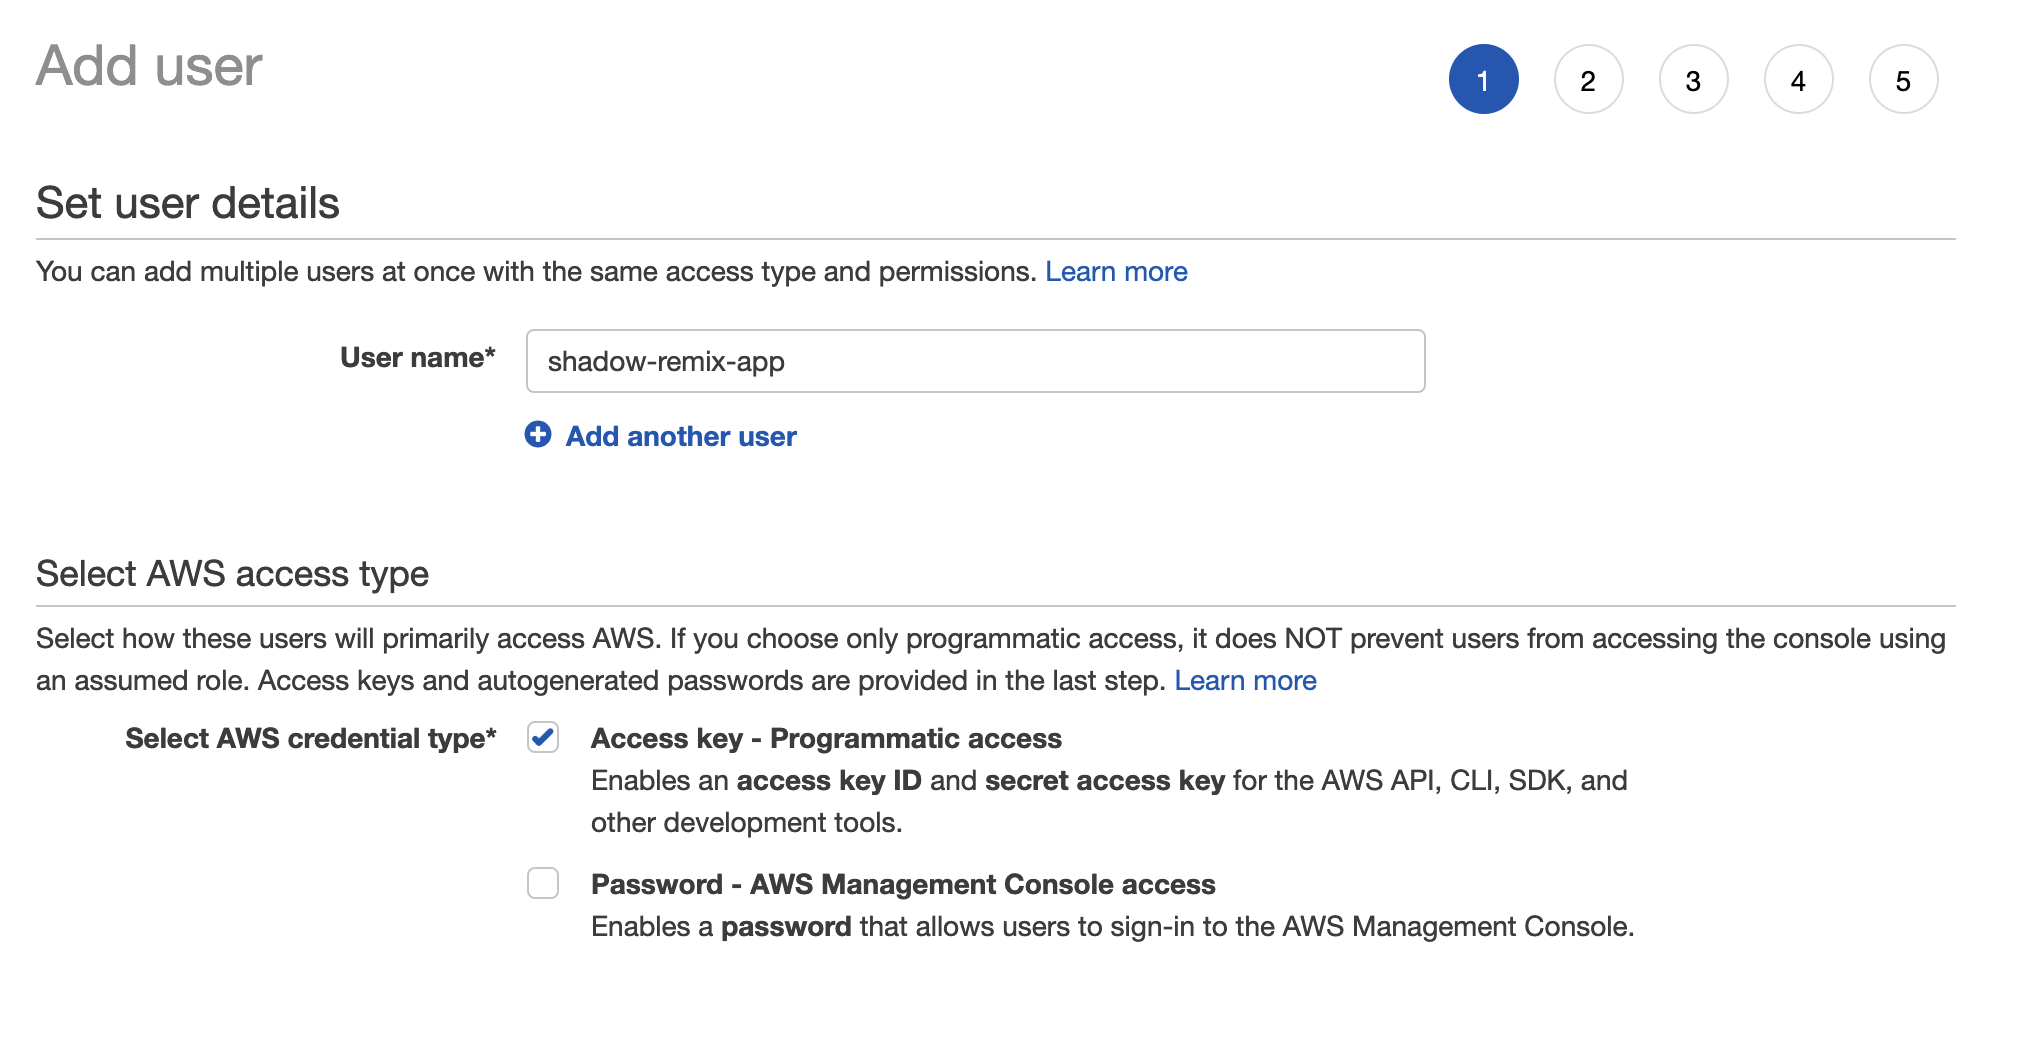 Add user
1 2 3 4 5
Set user details
You can add multiple users at once with the same access type and permissions. Learn more
User name* shadow-remix-app
Add another user
Select AWS access type
Select how these users will primarily access AWS. If you choose only programmatic access, it does NOT prevent users from accessing the console using
an assumed role. Access keys and autogenerated passwords are provided in the last step. Learn more
Select AWS credential type* Access key - Programmatic access
Enables an access key ID and secret access key for the AWS API, CLI, SDK, and
other development tools.
Password - AWS Management Console access
Enables a password that allows users to sign-in to the AWS Management Console.